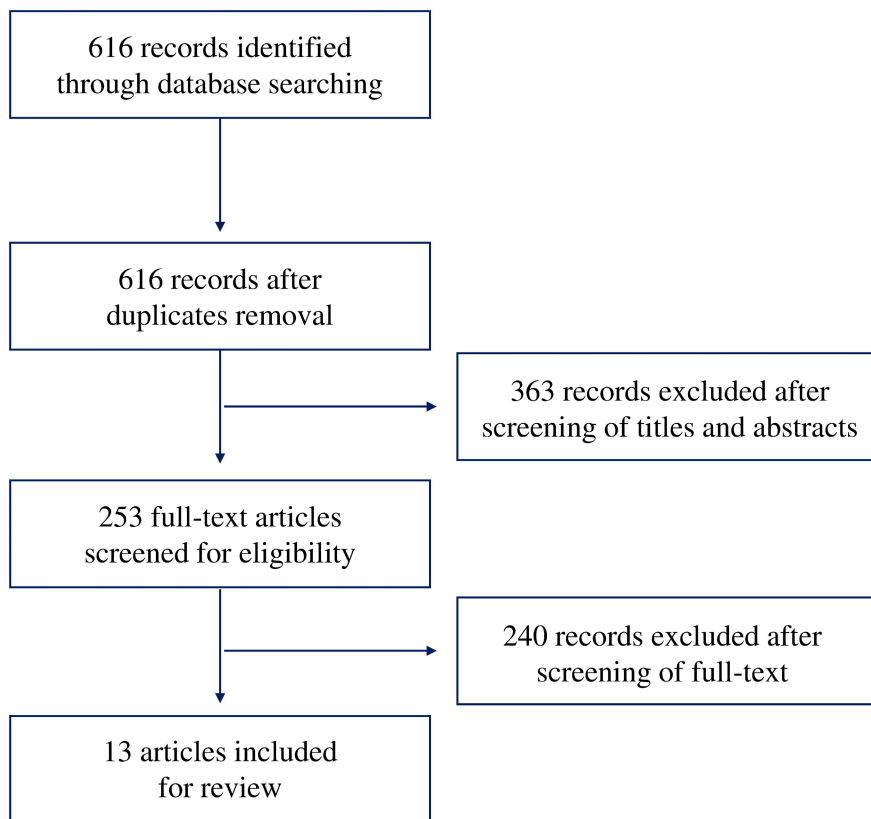 616 records identified
through database searching
616 records after
duplicates removal
363 records excluded after
screening of titles and abstracts
253 full-text articles
screened for eligibility
240 records excluded after
screening of full-text
13 articles included
for review